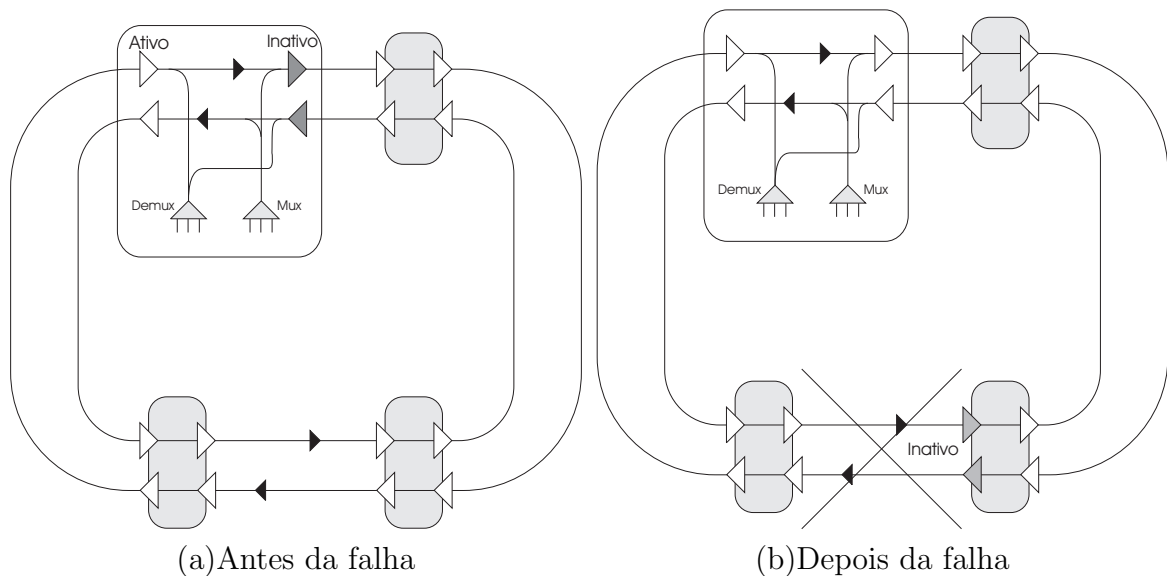 Ativo
Inativo
Demux
Mux
Demux
Mux
Inativo
(a)Antes da falha
(b)Depois da falha